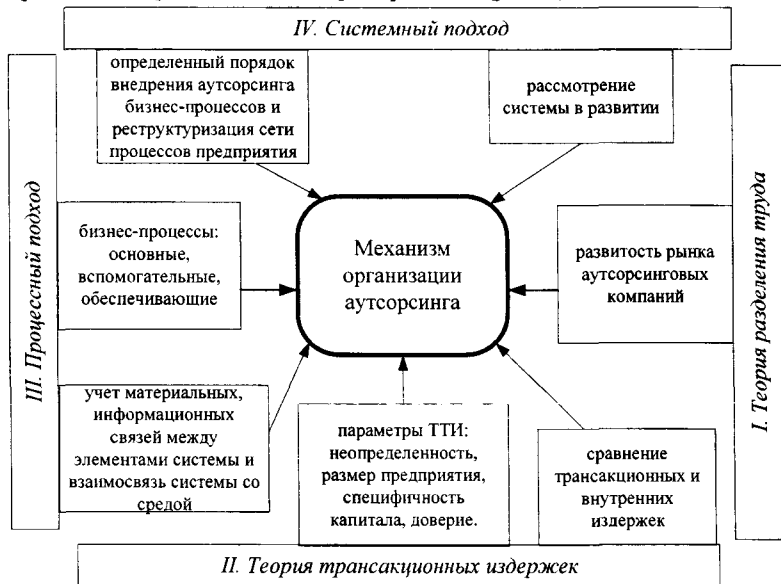 IV. Системный подход
определенный порядок
внедрения аутсорсинга
бизнес-процессов и
реструктуризация сети
процессов предприятия
рассмотрение
системы в развитии
III. Процессный подход
бизнес-процессы:
основные,
вспомогательные,
обеспечивающие
Механизм
организации
аутсорсинга
развитость рынка
аутсорсинговых
компаний
I. Теория разделения труда
учет материальных,
информационных
связей между
элементами системы и
взаимосвязь системы со
средой
параметры ТТИ:
неопределенность,
размер предприятия,
специфичность
капитала, доверие.
сравнение
трансакционных и
внутренних
издержек
II. Теория трансакционных издержек